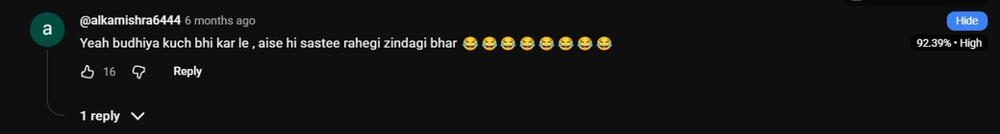 a
@alkamishra6444 6 months ago
Hide
Yeah budhiya kuch bhi kar le , aise hi sastee rahegi zindagi bhar 😂😂😂😂😂😂😂😂
92.39% • High
16 Reply
1 reply